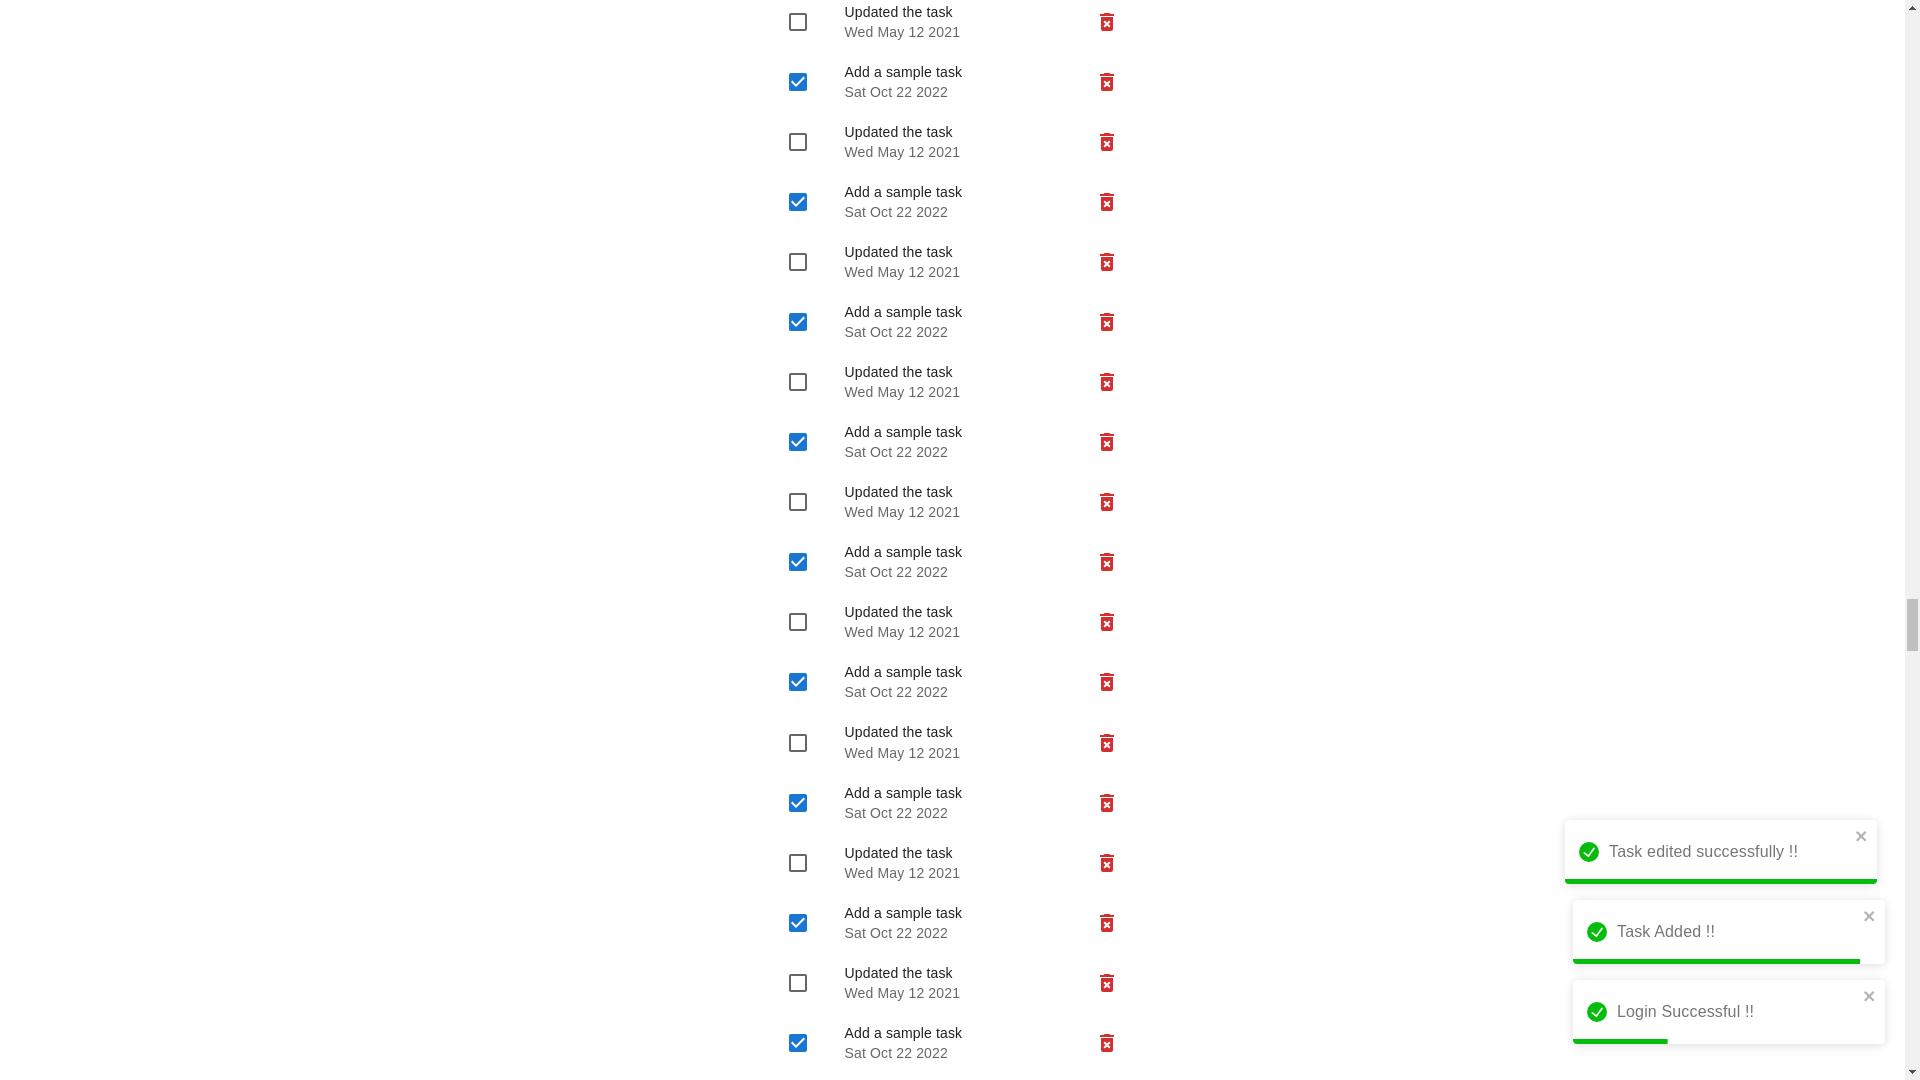 Updated the task
Wed May 12 2021
Add a sample task
Sat Oct 22 2022
Updated the task
Wed May 12 2021
Add a sample task
Sat Oct 22 2022
Updated the task
Wed May 12 2021
Add a sample task
Sat Oct 22 2022
Updated the task
Wed May 12 2021
Add a sample task
Sat Oct 22 2022
Updated the task
Wed May 12 2021
Add a sample task
Sat Oct 22 2022
Updated the task
Wed May 12 2021
Add a sample task
Sat Oct 22 2022
Updated the task
Wed May 12 2021
Add a sample task
Sat Oct 22 2022
Updated the task
Wed May 12 2021
Add a sample task
Sat Oct 22 2022
Updated the task
Wed May 12 2021
Add a sample task
Sat Oct 22 2022
Task edited successfully !!
Task Added !!
Login Successful !!